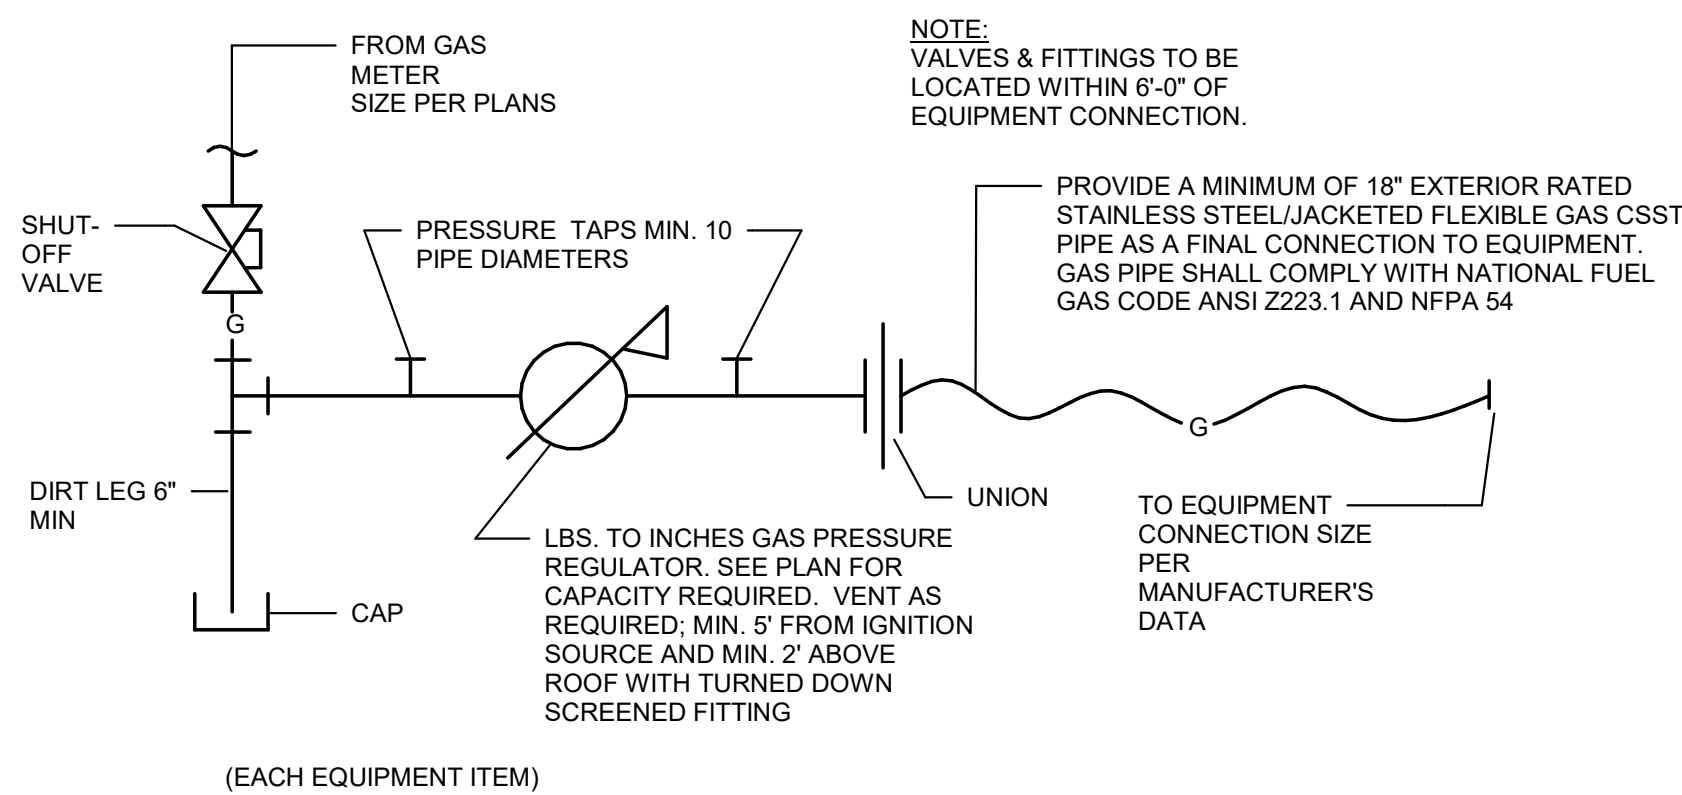 FROM GAS
METER
SIZE PER PLANS
NOTE:
VALVES & FITTINGS TO BE
LOCATED WITHIN 6'-0" OF
EQUIPMENT CONNECTION.
SHUT-
OFF
VALVE
PRESSURE TAPS MIN. 10
PIPE DIAMETERS
PROVIDE A MINIMUM OF 18" EXTERIOR RATED
STAINLESS STEEL/JACKETED FLEXIBLE GAS CSST
PIPE AS A FINAL CONNECTION TO EQUIPMENT.
GAS PIPE SHALL COMPLY WITH NATIONAL FUEL
GAS CODE ANSI Z223.1 AND NFPA 54
G
G
DIRT LEG 6"
MIN
CAP
LBS. TO INCHES GAS PRESSURE
REGULATOR. SEE PLAN FOR
CAPACITY REQUIRED. VENT AS
REQUIRED; MIN. 5' FROM IGNITION
SOURCE AND MIN. 2' ABOVE
ROOF WITH TURNED DOWN
SCREENED FITTING
UNION
TO EQUIPMENT
CONNECTION SIZE
PER
MANUFACTURER'S
DATA
(EACH EQUIPMENT ITEM)